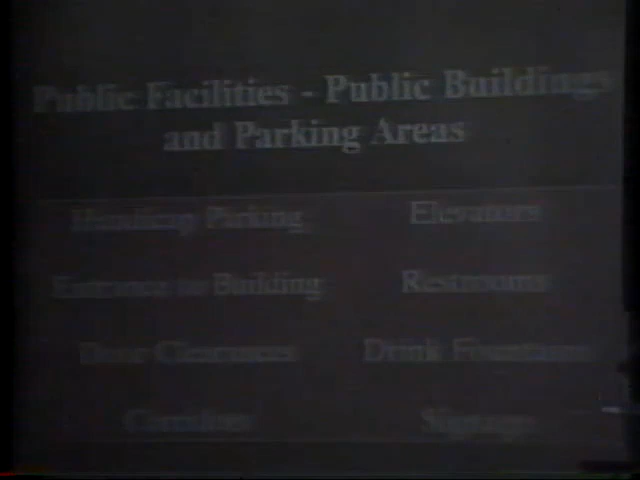 Public Facilities - Public Buildings
and Parking Areas
Handicap Parking Elevators
Entrance to Building Restrooms
Door Clearances Drink Fountains
Corridors Signage